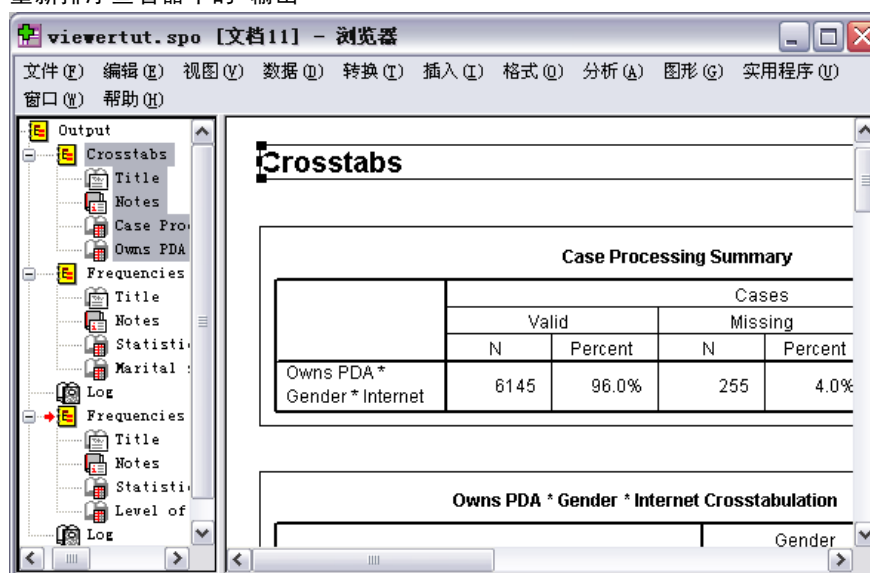 viewertut.spo [文档11] - 浏览器
文件(F) 编辑(E) 视图(V) 数据(D) 转换(T) 插入(I) 格式(O) 分析(A) 图形(G) 实用程序(U)
窗口(W) 帮助(H)
Output
Crosstabs
Title
Notes
Case Pro
Owns PDA
Frequencies
Title
Notes
Statisti
Marital
Log
Frequencies
Title
Notes
Statisti
Level of
Log
Crosstabs
Case Processing Summary
Cases
Valid Missing
N Percent N Percent
Owns PDA * Gender * Internet 6145 96.0% 255 4.0%
Owns PDA * Gender * Internet Crosstabulation
Gender